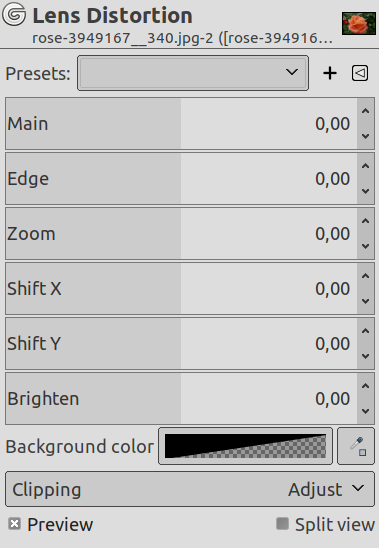 Lens Distortion
rose-3949167__340.jpg-2 ([rose-394916...
Presets:
Main 0,00
Edge 0,00
Zoom 0,00
Shift X 0,00
Shift Y 0,00
Brighten 0,00
Background color
Clipping Adjust
Preview Split view